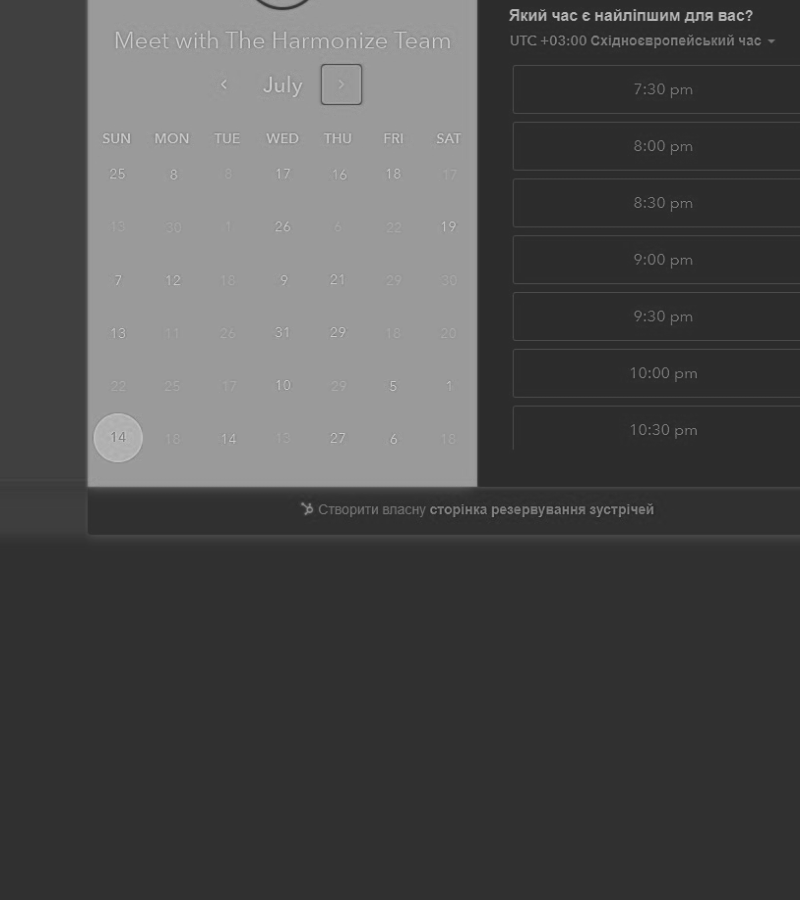 Meet with The Harmonize Team
July
SUN MON TUE WED THU FRI SAT
25 8 17 16 18 17
13 30 26 6 22 19
7 12 9 21 29 30
13 11 26 31 29 18 20
22 25 17 10 29 5 1
14 18 14 13 27 6 18
Який час є найліпшим для вас?
UTC +03:00 Східноєвропейський час
7:30 pm
8:00 pm
8:30 pm
9:00 pm
9:30 pm
10:00 pm
10:30 pm
Створити власну сторінка резервування зустрічей